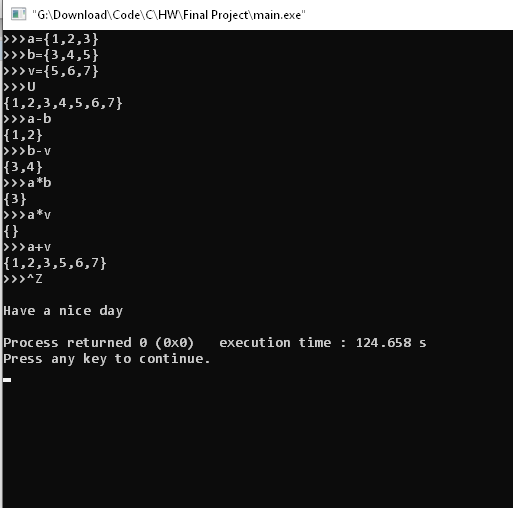 "G:\Download\Code\C\HW\Final Project\main.exe"
>>>a={1,2,3}
>>>b={3,4,5}
>>>v={5,6,7}
>>>U
{1,2,3,4,5,6,7}
>>>a-b
{1,2}
>>>b-v
{3,4}
>>>a*b
{3}
>>>a*v
{}
>>>a+v
{1,2,3,5,6,7}
>>>^Z
Have a nice day
Process returned 0 (0x0)   execution time : 124.658 s
Press any key to continue.